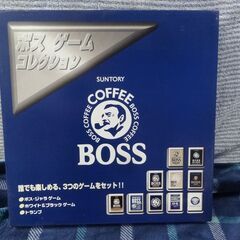 ボス ゲーム
コレクション
SUNTORY
COFFEE
BOSS COFFEE
BOSS COFFEE
BOSS
誰でも楽しめる、3つのゲームをセット!!
●ボス・ジャラ ゲーム
●ホワイト&ブラック ゲーム
●トランプ